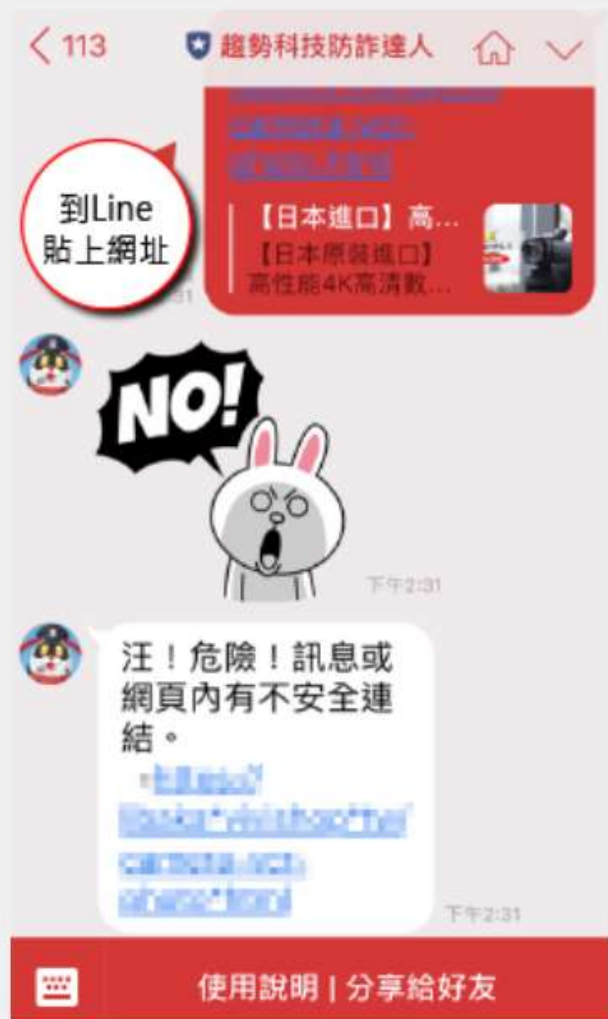 113
趨勢科技防詐達人
到Line
貼上網址
【日本進口】高...
【日本原裝進口】
高性能4K高清數...
NO!
下午2:31
汪！危險！訊息或
網頁內有不安全連
結。
下午2:31
使用說明 | 分享給好友